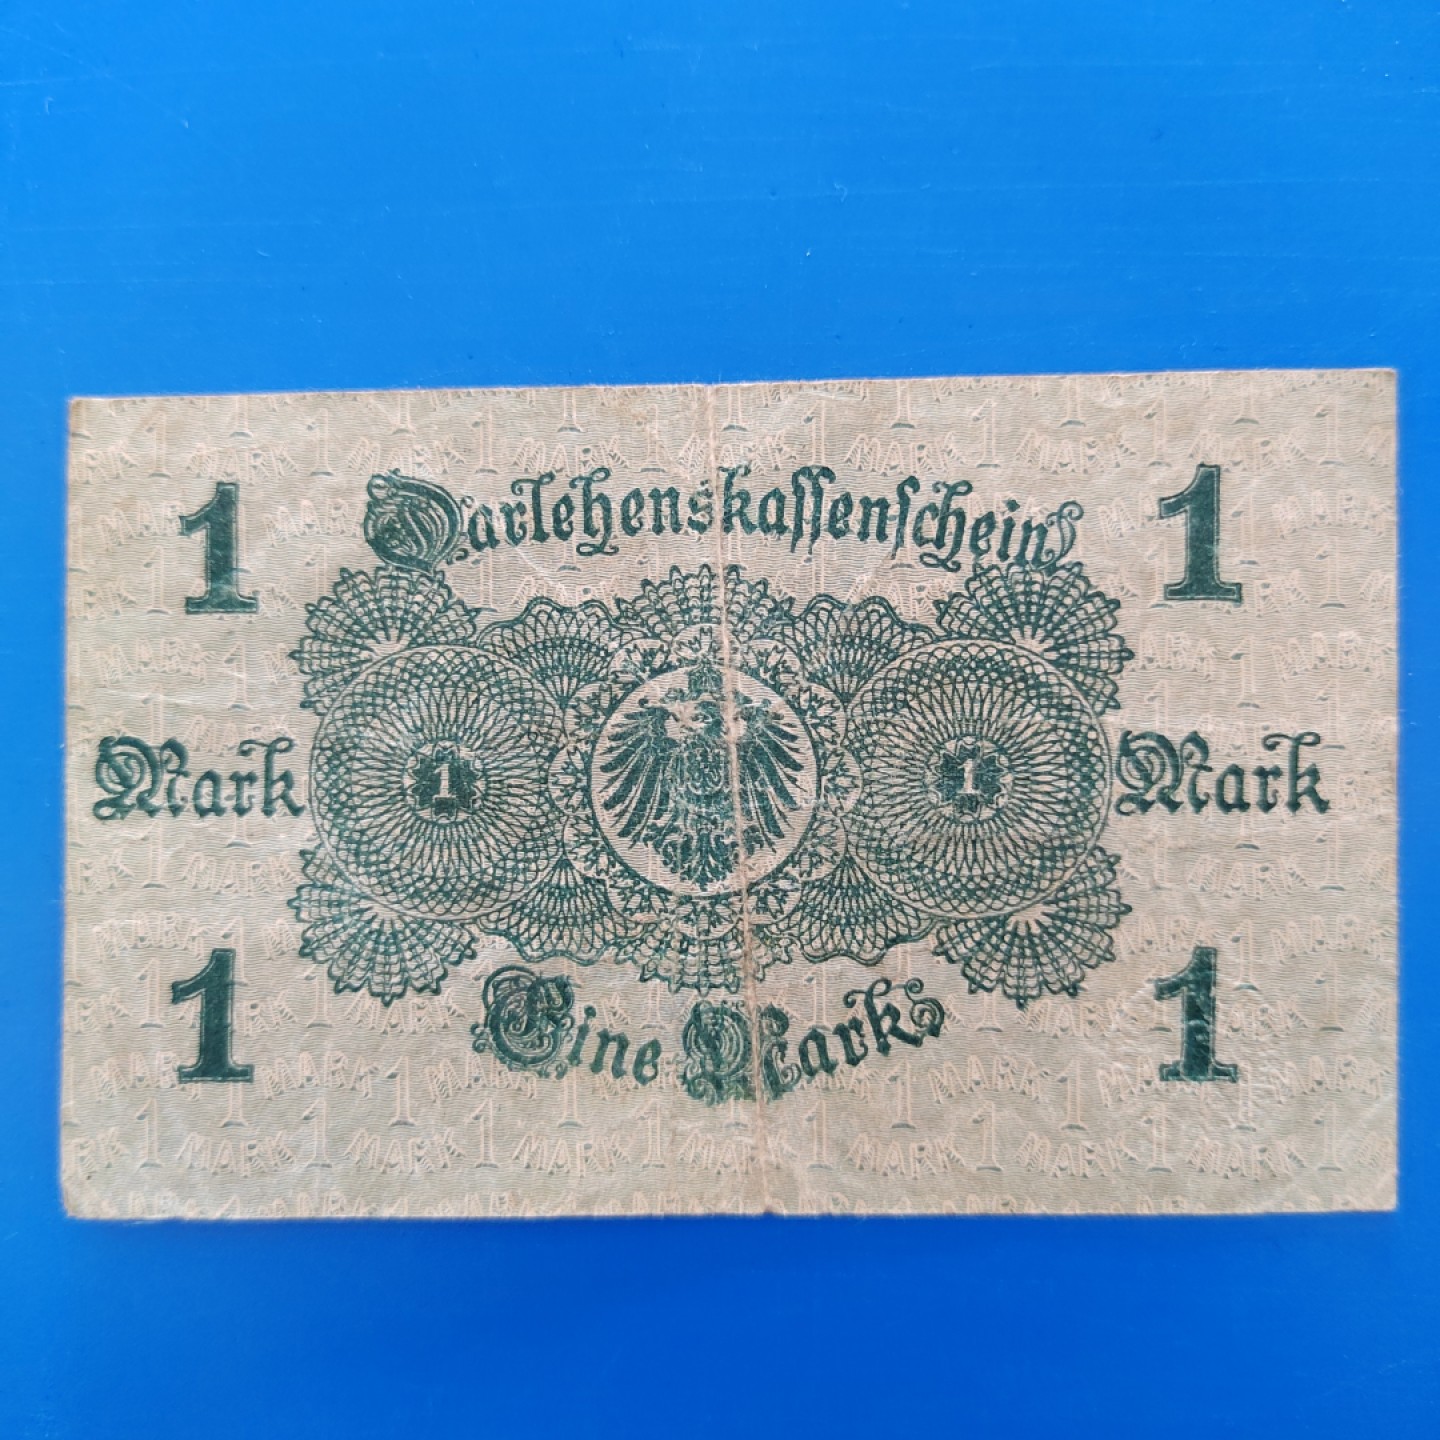 Darlehenskassenschein
1 1
Mark 1 1 Mark
1 1
Eine Mark